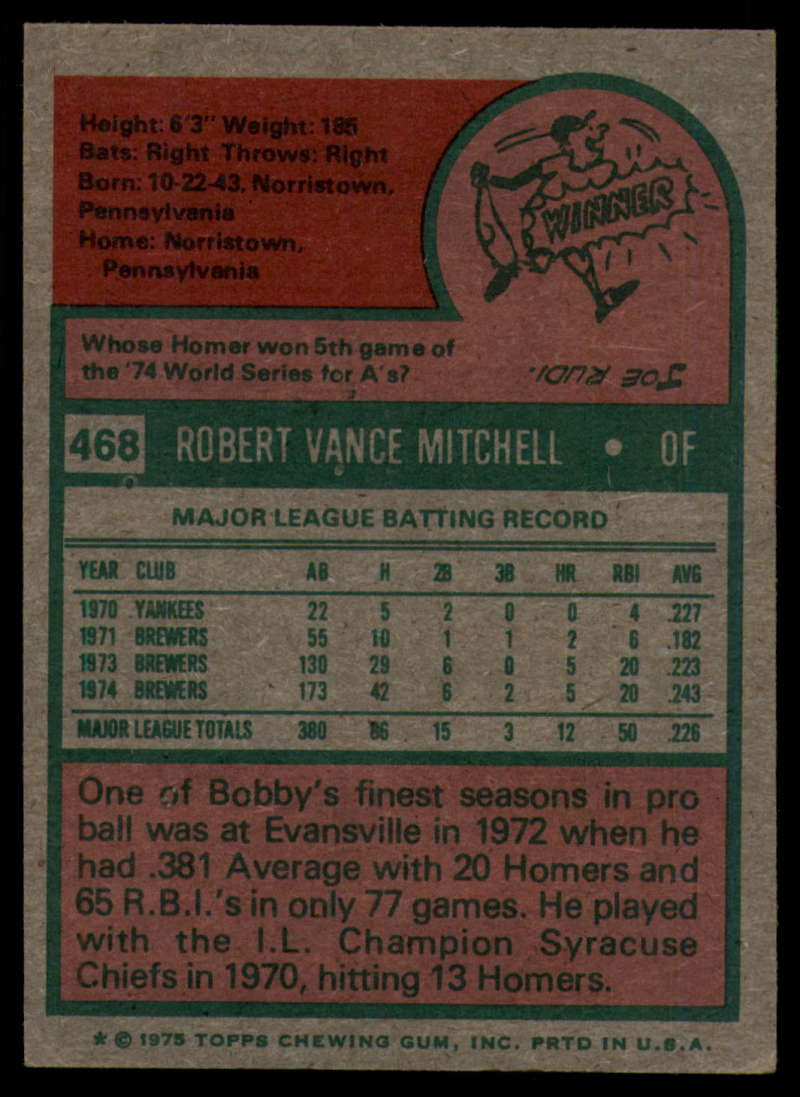 Height: 6'3" Weight: 185
Bats: Right Throws: Right
Born: 10-22-43, Norristown,
Pennsylvania
Home: Norristown,
Pennsylvania
WINNER
Whose Homer won 5th game of
the '74 World Series for A's?
JOE RUDI.
468 ROBERT VANCE MITCHELL • OF
MAJOR LEAGUE BATTING RECORD
YEAR CLUB AB H 2B 3B HR RBI AVG
1970 YANKEES 22 5 2 0 0 4 .227
1971 BREWERS 55 10 1 1 2 6 .182
1973 BREWERS 130 29 6 0 5 20 .223
1974 BREWERS 173 42 6 2 5 20 .243
MAJOR LEAGUE TOTALS 380 86 15 3 12 50 .226
One of Bobby's finest seasons in pro
ball was at Evansville in 1972 when he
had .381 Average with 20 Homers and
65 R.B.I.'s in only 77 games. He played
with the I.L. Champion Syracuse
Chiefs in 1970, hitting 13 Homers.
* © 1975 TOPPS CHEWING GUM, INC. PRTD IN U.S.A.